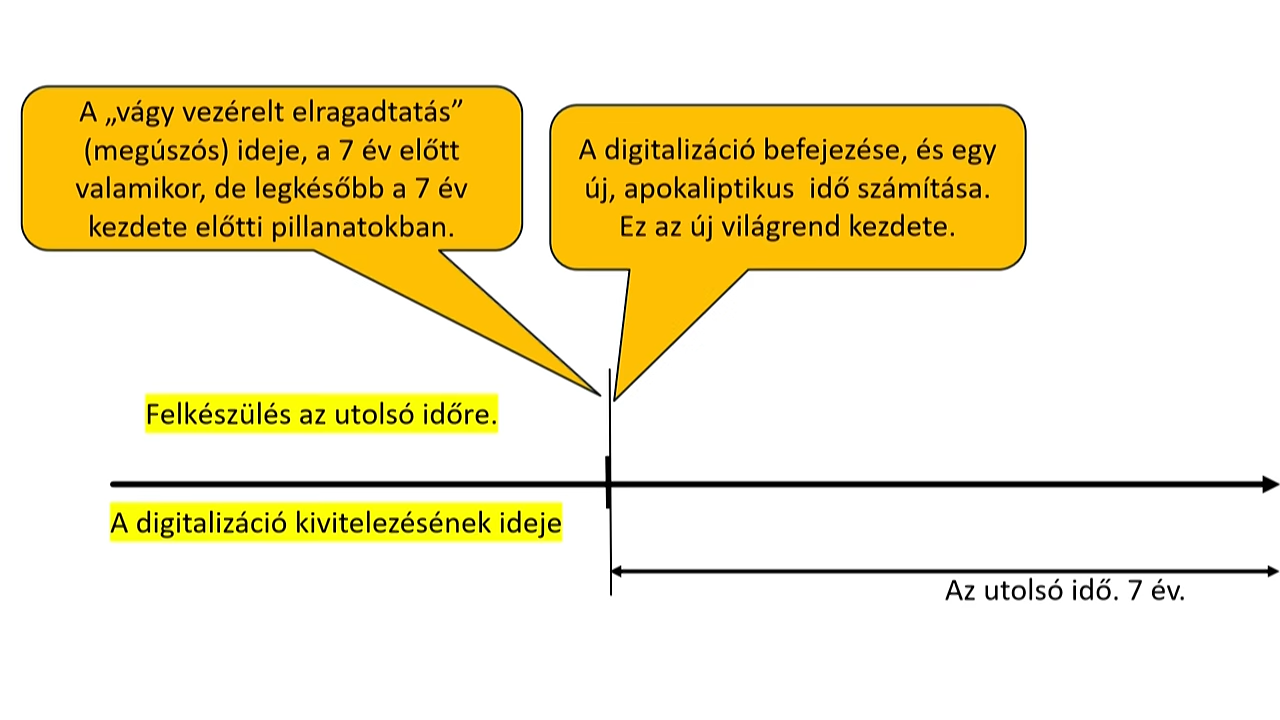 A „vágy vezérelt elragadtatás”
(megúszós) ideje, a 7 év előtt
valamikor, de legkésőbb a 7 év
kezdete előtti pillanatokban.
A digitalizáció befejezése, és egy
új, apokaliptikus idő számítása.
Ez az új világrend kezdete.
Felkészülés az utolsó időre.
A digitalizáció kivitelezésének ideje
Az utolsó idő. 7 év.